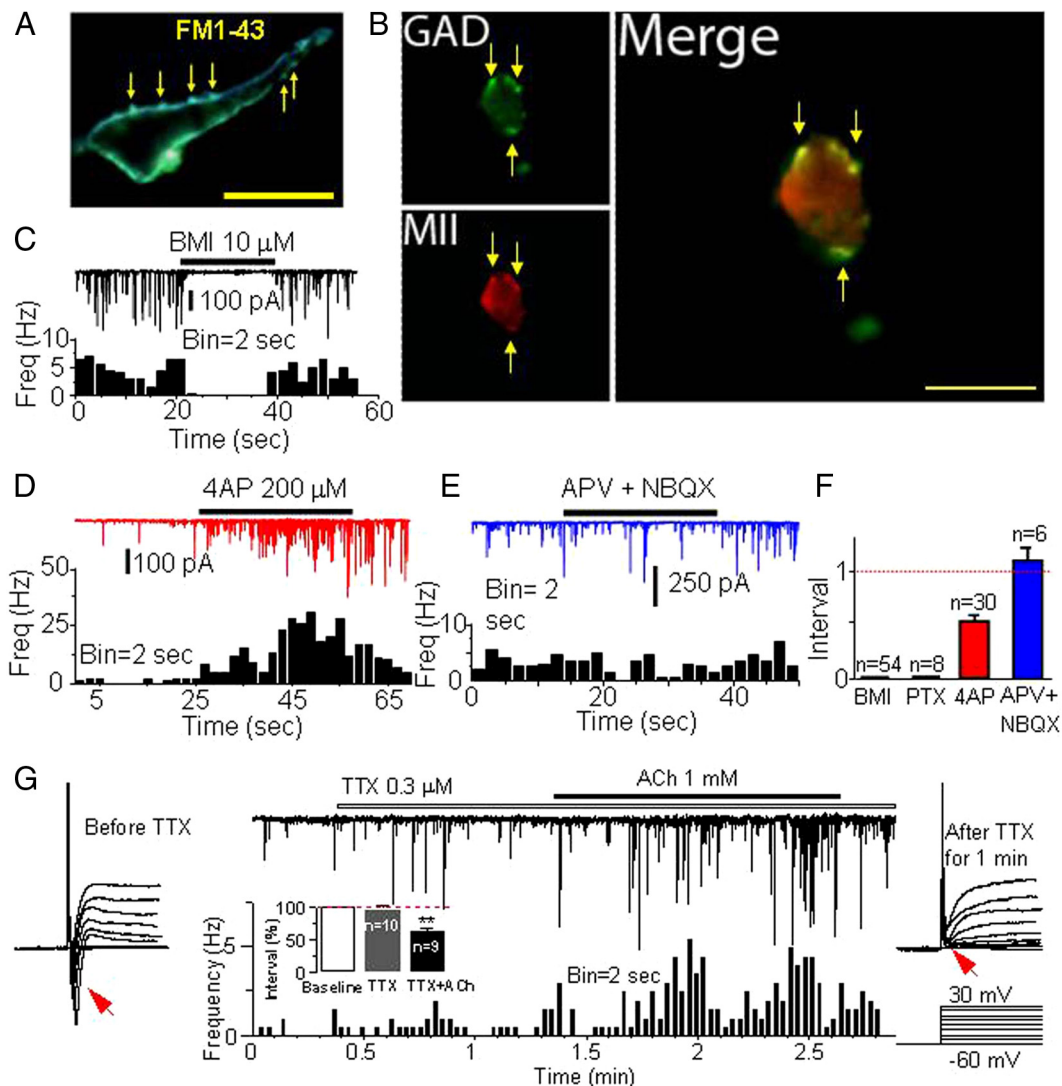 A
FM1-43
B
GAD
Merge
MII
C
BMI 10 µM
100 pA
Bin=2 sec
Freq (Hz)
10
5
0
0 20 40 60
Time (sec)
D
4AP 200 µM
100 pA
Bin=2 sec
Freq (Hz)
50
25
0
5 25 45 65
Time (sec)
E
APV + NBQX
250 pA
Bin= 2
sec
Freq (Hz)
10
5
0
0 20 40
Time (sec)
F
Interval
1
0
n=54
n=8
n=30
n=6
BMI PTX 4AP APV+
NBQX
G
Before TTX
TTX 0.3 µM
ACh 1 mM
After TTX
for 1 min
Interval (%)
100
50
0
n=10
**
n=9
Baseline TTX TTX+A Ch
Bin=2 sec
Frequency (Hz)
5
0
0 0.5 1 1.5 2 2.5
Time (min)
30 mV
-60 mV